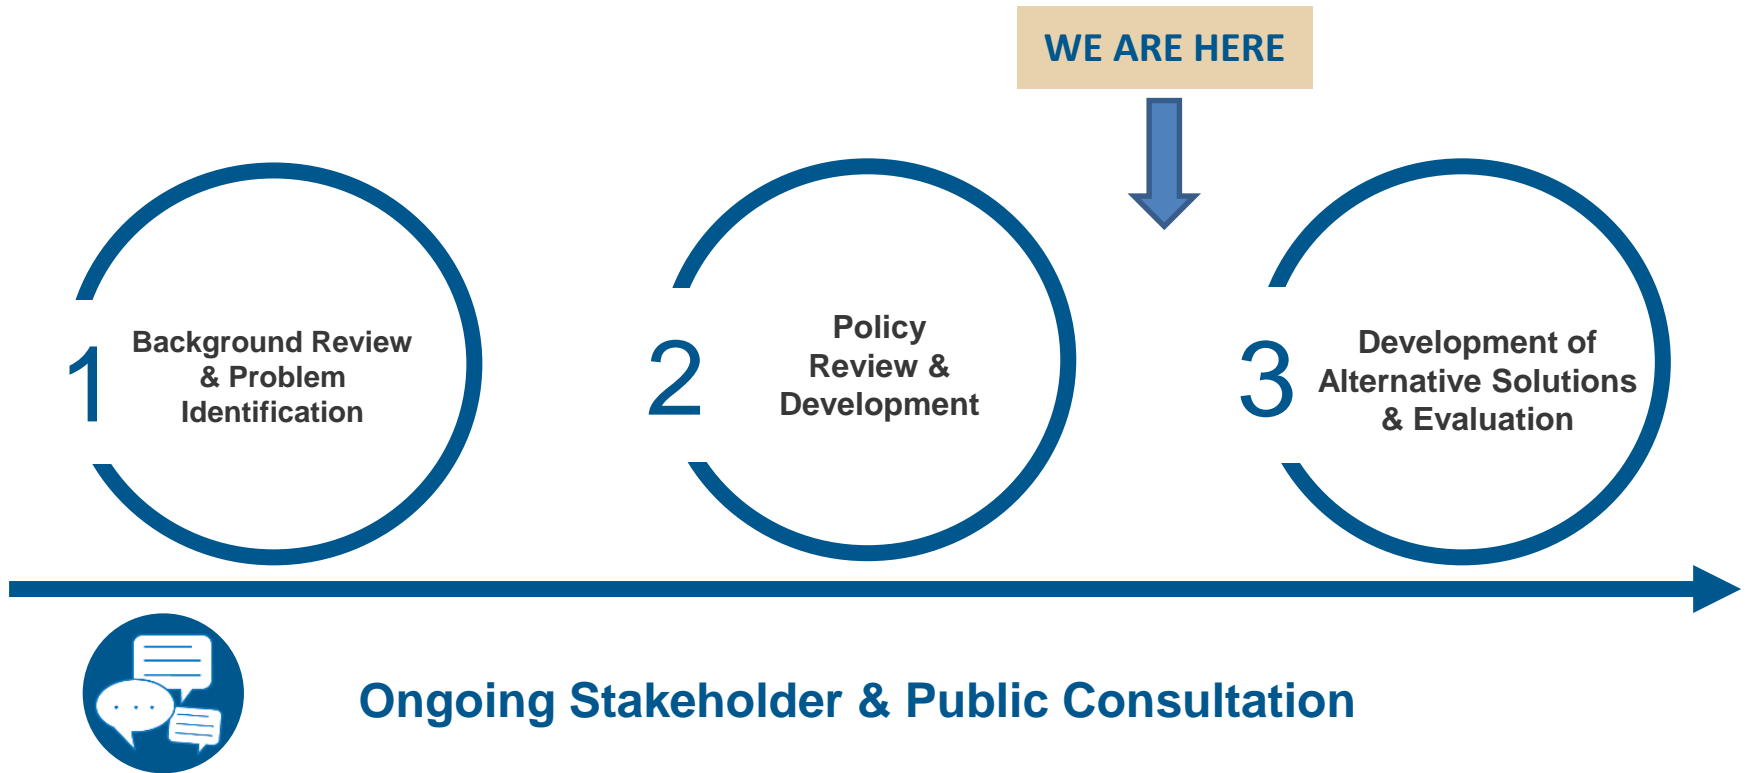 WE ARE HERE
1
Background Review
& Problem
Identification
2
Policy
Review &
Development
3
Development of
Alternative Solutions
& Evaluation
Ongoing Stakeholder & Public Consultation